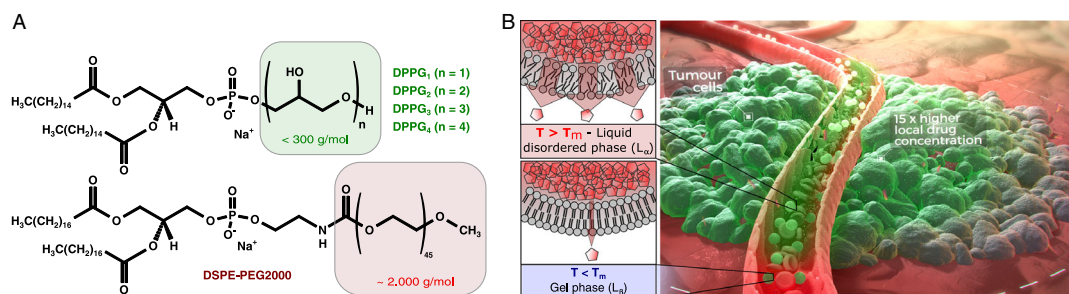 A
O
H3C(CH2)14
O
O
P
O
O-
O
HO
O
H
n
H
H3C(CH2)14
O
O
Na+
< 300 g/mol
DPPG1 (n = 1)
DPPG2 (n = 2)
DPPG3 (n = 3)
DPPG4 (n = 4)
O
H3C(CH2)16
O
O
P
O
O-
O
N
H
O
O
O
45
O
CH3
H
H3C(CH2)16
O
O
Na+
DSPE-PEG2000
~ 2.000 g/mol
B
T > Tm - Liquid
disordered phase (Lα)
T < Tm
Gel phase (Lβ)
Tumour
cells
15 x higher
local drug
concentration